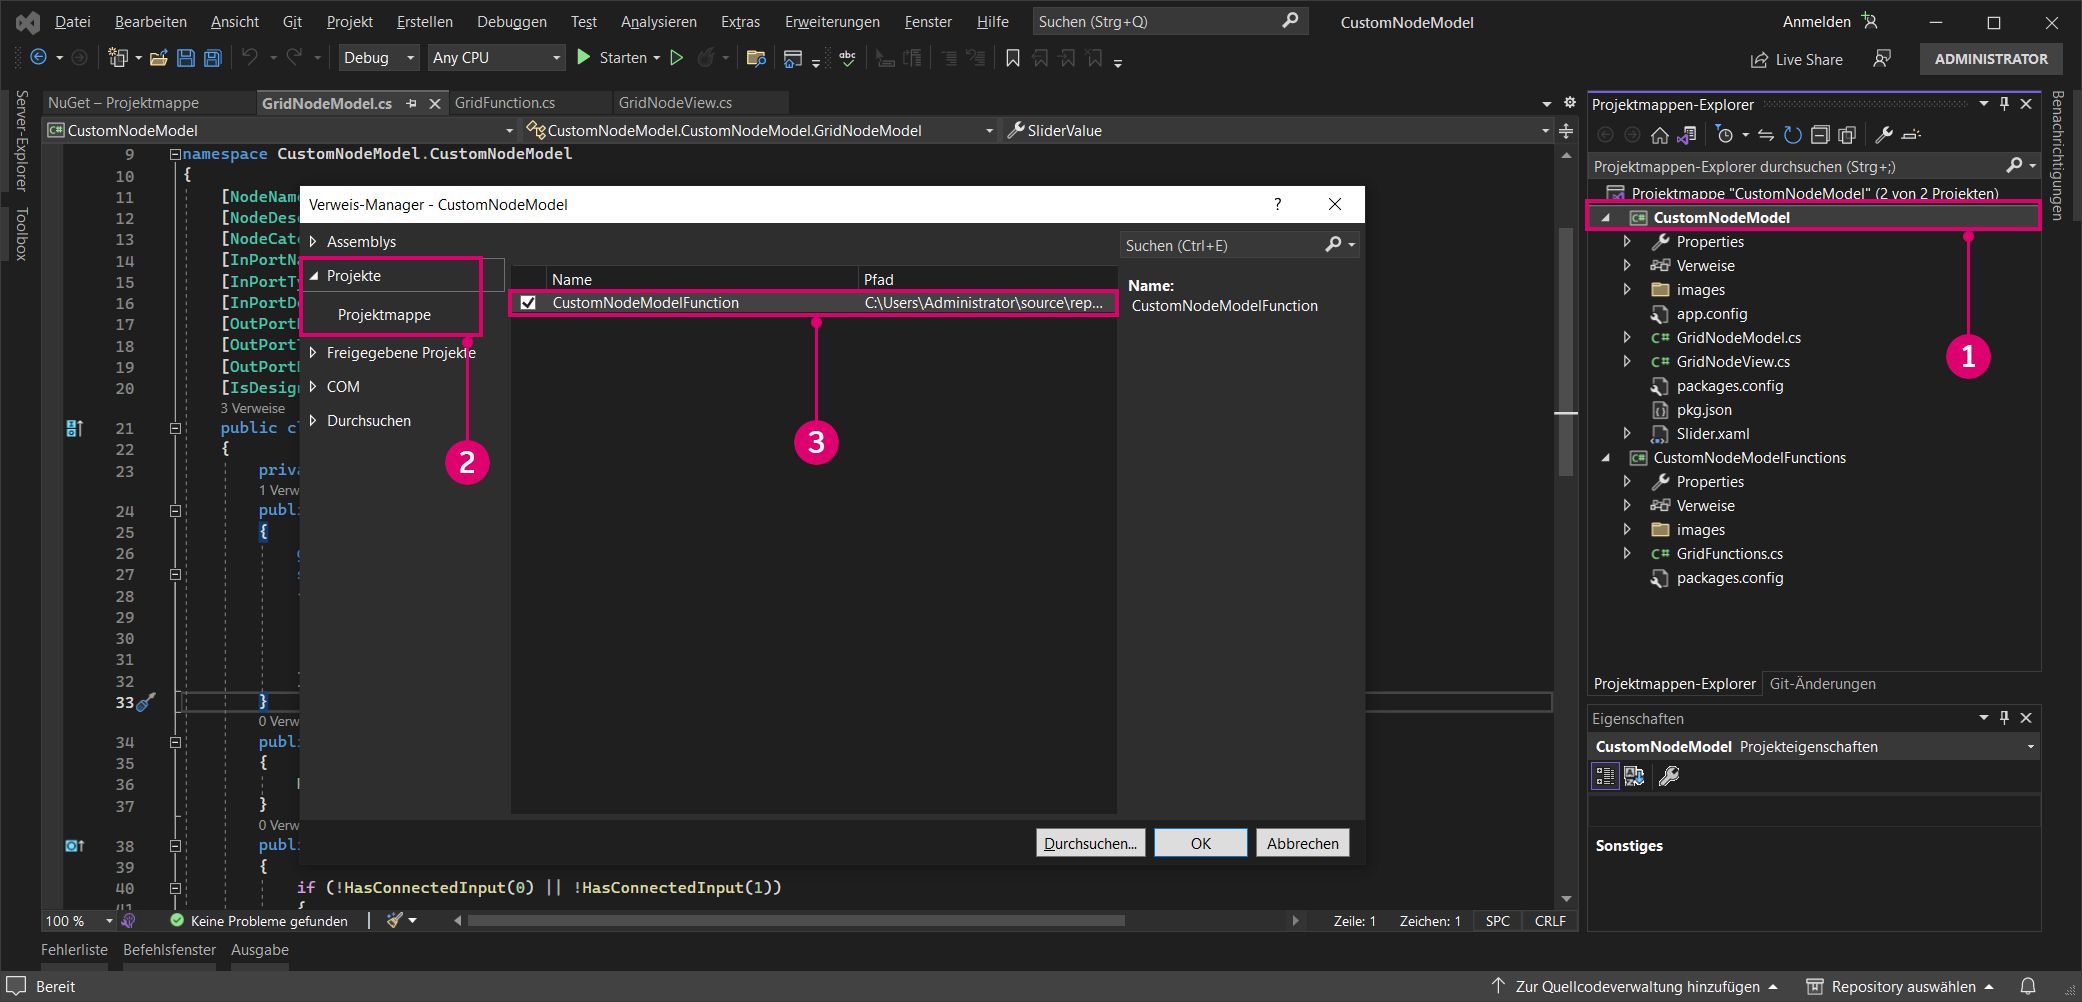 Datei Bearbeiten Ansicht Git Projekt Erstellen Debuggen Test Analysieren Extras Erweiterungen Fenster Hilfe Suchen (Strg+Q) CustomNodeModel Anmelden
Debug Any CPU Starten Live Share ADMINISTRATOR
Server-Explorer
Toolbox
NuGet – Projektmappe GridNodeModel.cs GridFunction.cs GridNodeView.cs
CustomNodeModel CustomNodeModel.CustomNodeModel.GridNodeModel SliderValue
9 namespace CustomNodeModel.CustomNodeModel
10 {
11 [NodeName
12 [NodeDes
13 [NodeCat
14 [InPortNa
15 [InPortTy
16 [InPortDe
17 [OutPort
18 [OutPort
19 [OutPort
20 [IsDesig
3 Verweise
21 public c
22 {
23 priva
1 Verw
24 publi
25 {
26
27
28
29
30
31
32
33 }
0 Verw
34 publi
35 {
36
37 }
0 Verw
38 publi
39 {
40 if (!HasConnectedInput(0) || !HasConnectedInput(1))
41 {
Verweis-Manager - CustomNodeModel ?
Assemblys
Projekte
Projektmappe
Freigegebene Projekte
COM
Durchsuchen
2
Name Pfad
CustomNodeModelFunction C:\Users\Administrator\source\rep...
3
Suchen (Ctrl+E)
Name:
CustomNodeModelFunction
Durchsuchen... OK Abbrechen
100 % Keine Probleme gefunden Zeile: 1 Zeichen: 1 SPC CRLF
Projektmappen-Explorer
Projektmappen-Explorer durchsuchen (Strg+;)
Projektmappe "CustomNodeModel" (2 von 2 Projekten)
CustomNodeModel
Properties
Verweise
images
app.config
GridNodeModel.cs
GridNodeView.cs
packages.config
pkg.json
Slider.xaml
1
CustomNodeModelFunctions
Properties
Verweise
images
GridFunctions.cs
packages.config
Projektmappen-Explorer Git-Änderungen
Eigenschaften
CustomNodeModel Projekteigenschaften
Sonstiges
Benachrichtigungen
Fehlerliste Befehlsfenster Ausgabe
Bereit Zur Quellcodeverwaltung hinzufügen Repository auswählen